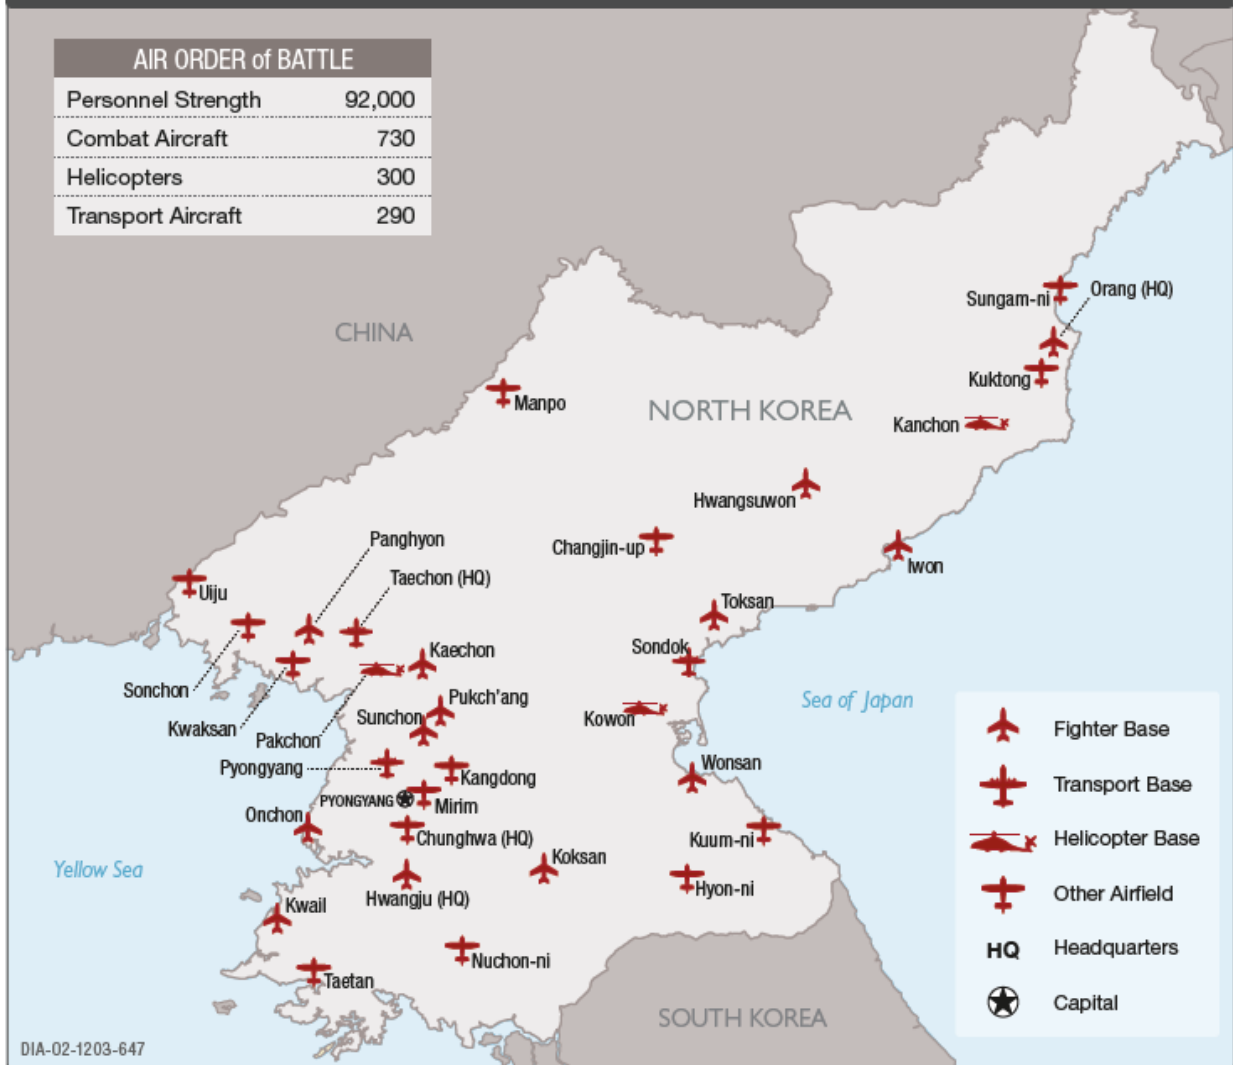 AIR ORDER of BATTLE
Personnel Strength 92,000
Combat Aircraft 730
Helicopters 300
Transport Aircraft 290
CHINA
NORTH KOREA
Sungam-ni
Orang (HQ)
Kuktong
Kanchon
Manpo
Hwangsuwon
Changjin-up
Iwon
Panghyon
Taechon (HQ)
Uiju
Toksan
Sondok
Kaechon
Sonchon
Kwaksan
Pakchon
Pukch'ang
Sunchon
Kowon
Sea of Japan
Pyongyang
Kangdong
Wonsan
PYONGYANG
Mirim
Onchon
Chunghwa (HQ)
Kuum-ni
Yellow Sea
Koksan
Hwangju (HQ)
Hyon-ni
Kwail
Nuchon-ni
Taetan
SOUTH KOREA
Fighter Base
Transport Base
Helicopter Base
Other Airfield
HQ Headquarters
Capital
DIA-02-1203-647